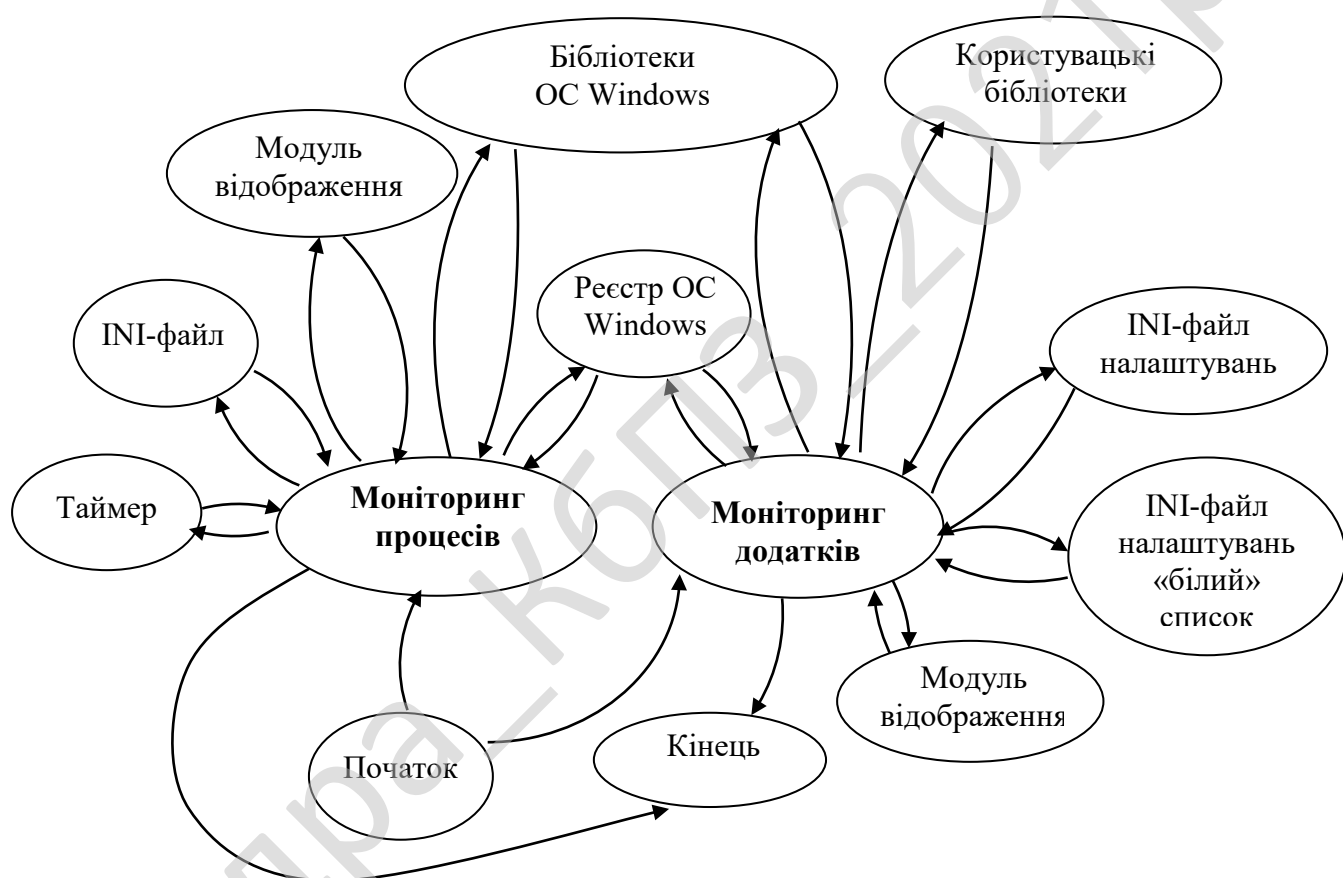 Бібліотеки
ОС Windows
Користувацькі
бібліотеки
Модуль
відображення
Реєстр ОС
Windows
INI-файл
INI-файл
налаштувань
Таймер
Моніторинг
процесів
Моніторинг
додатків
INI-файл
налаштувань
«білий»
список
Модуль
відображення
Початок
Кінець
дра_КбПЗ_2021р